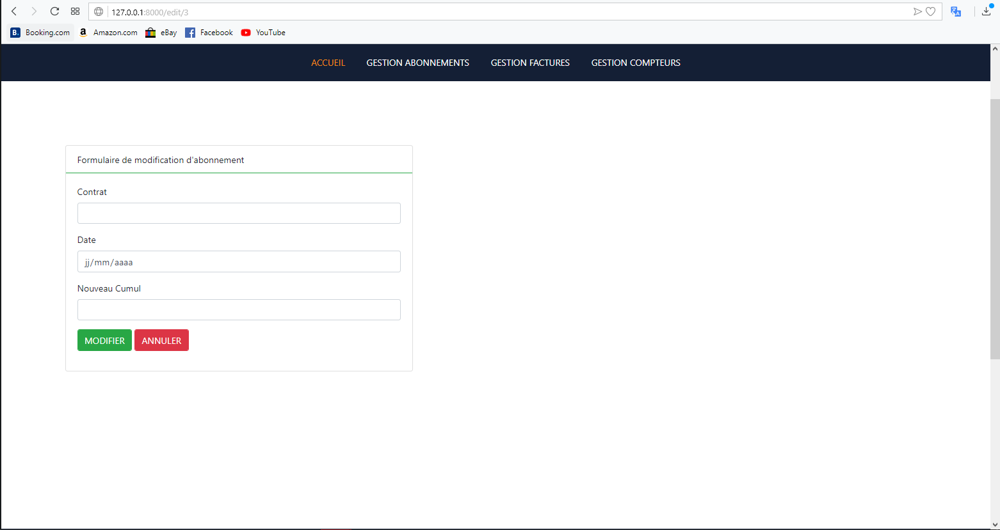 127.0.0.1:8000/edit/3
B. Booking.com a Amazon.com eBay Facebook YouTube
ACCUEIL GESTION ABONNEMENTS GESTION FACTURES GESTION COMPTEURS
Formulaire de modification d'abonnement
Contrat
Date
jj/mm/aaaa
Nouveau Cumul
MODIFIER ANNULER